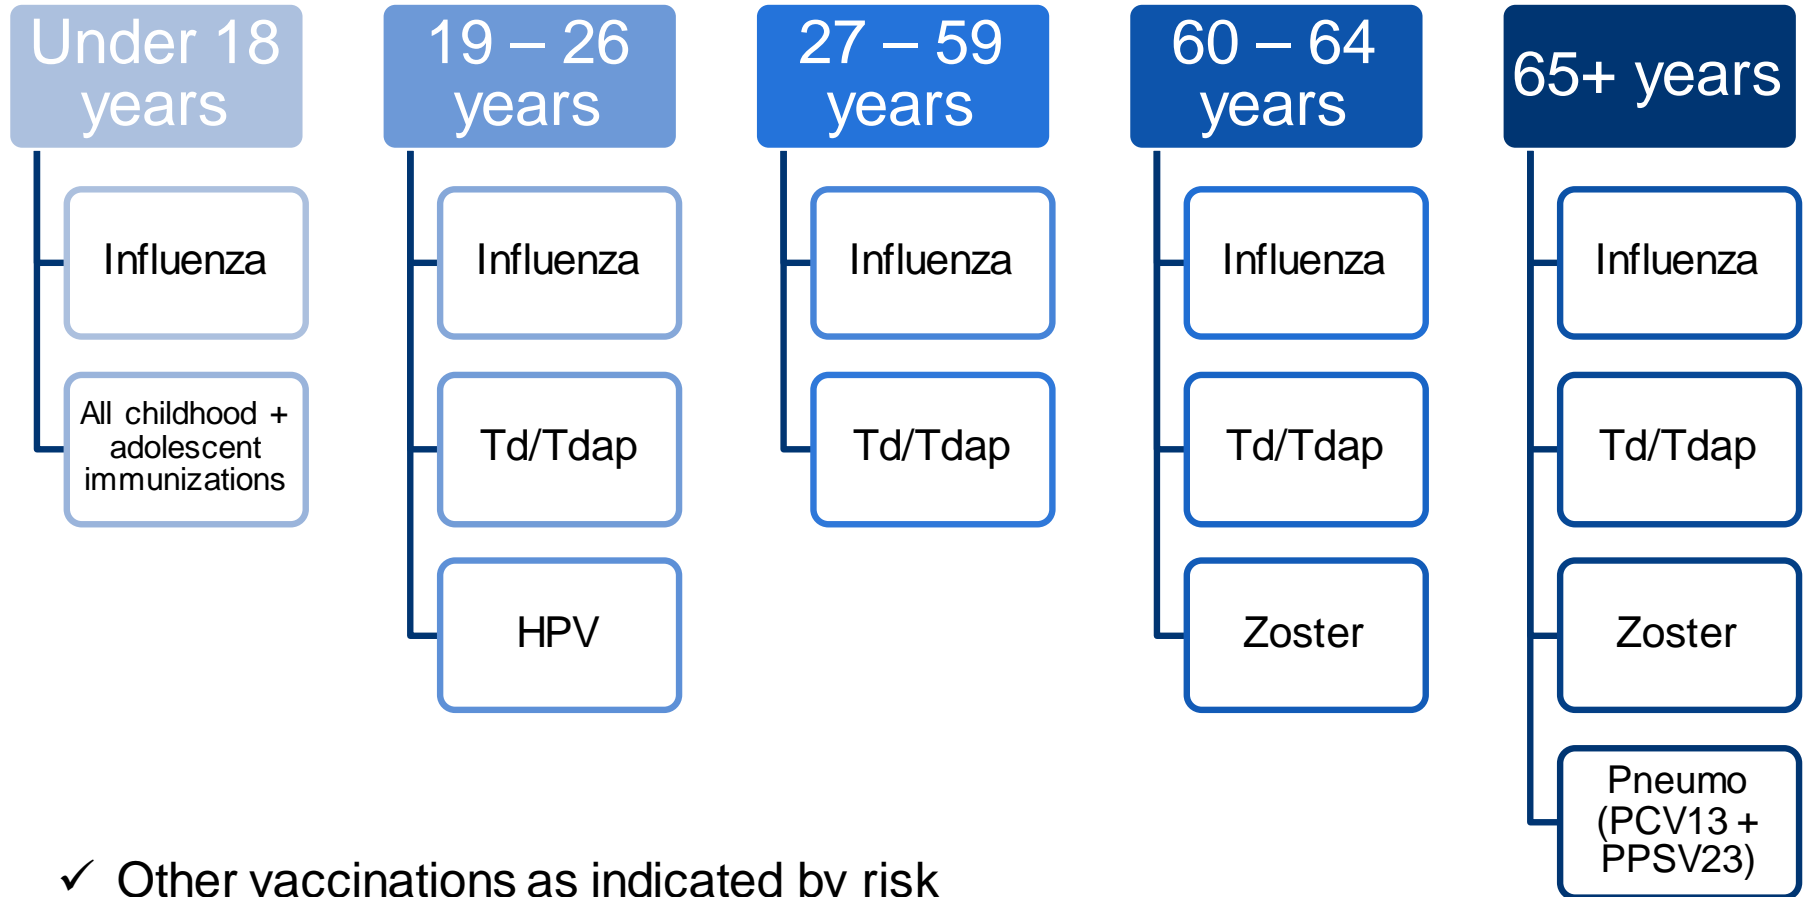 Under 18
years
Influenza
All childhood +
adolescent
immunizations
19 – 26
years
Influenza
Td/Tdap
HPV
27 – 59
years
Influenza
Td/Tdap
60 – 64
years
Influenza
Td/Tdap
Zoster
65+ years
Influenza
Td/Tdap
Zoster
Pneumo
(PCV13 +
PPSV23)
✓ Other vaccinations as indicated by risk